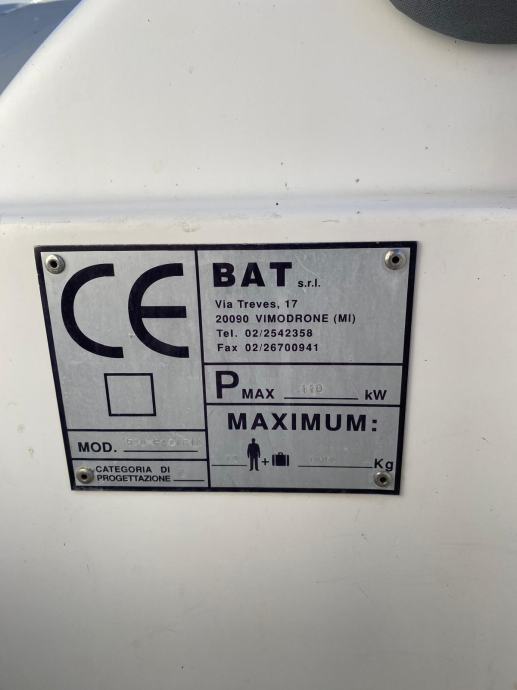 CE
BAT s.r.l.
Via Treves, 17
20090 VIMODRONE (MI)
Tel. 02/2542358
Fax 02/26700941
P MAX 110 kW
MAXIMUM:
+ Kg
MOD.
CATEGORIA DI
PROGETTAZIONE